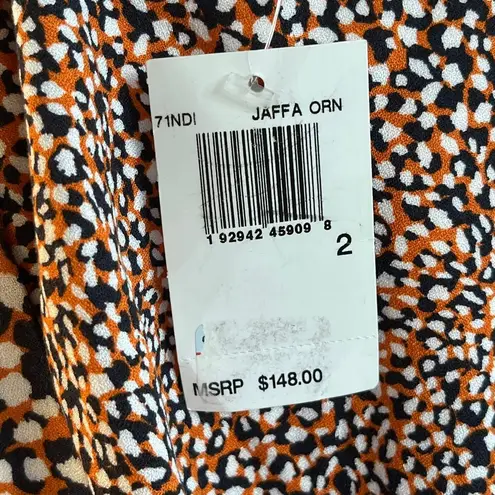 71NDI JAFFA ORN
1 92942 45909 8
2
MSRP $148.00